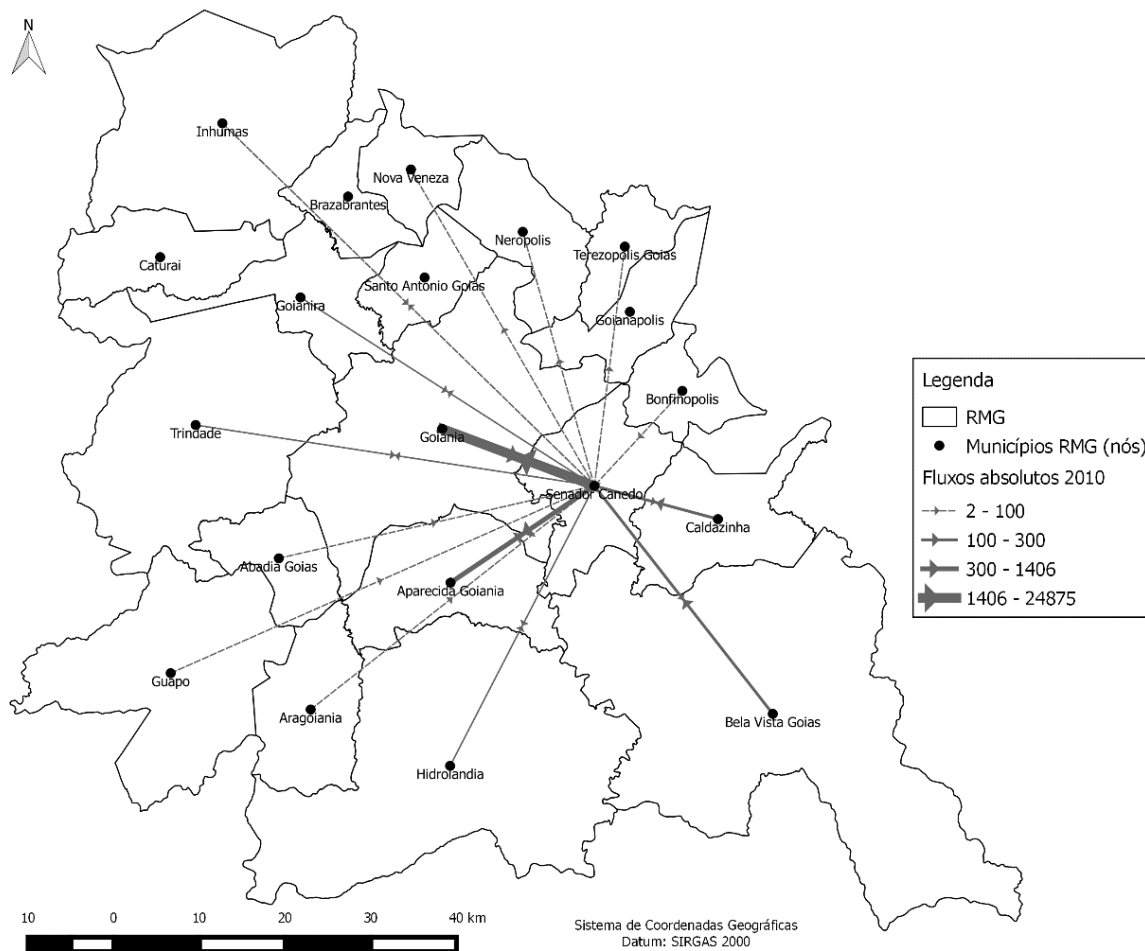 N
Inhumas
Nova Veneza
Brazabrantes
Neropolis
Terezopolis Goias
Caturai
Santo Antonio Goias
Goianira
Goianapolis
Bonfinopolis
Trindade
Goiânia
Senador Canedo
Caldazinha
Abadia Goias
Aparecida Goiania
Guapo
Aragoiania
Bela Vista Goias
Hidrolandia
Legenda
RMG
Municípios RMG (nós)
Fluxos absolutos 2010
2 - 100
100 - 300
300 - 1406
1406 - 24875
10 0 10 20 30 40 km
Sistema de Coordenadas Geográficas
Datum: SIRGAS 2000